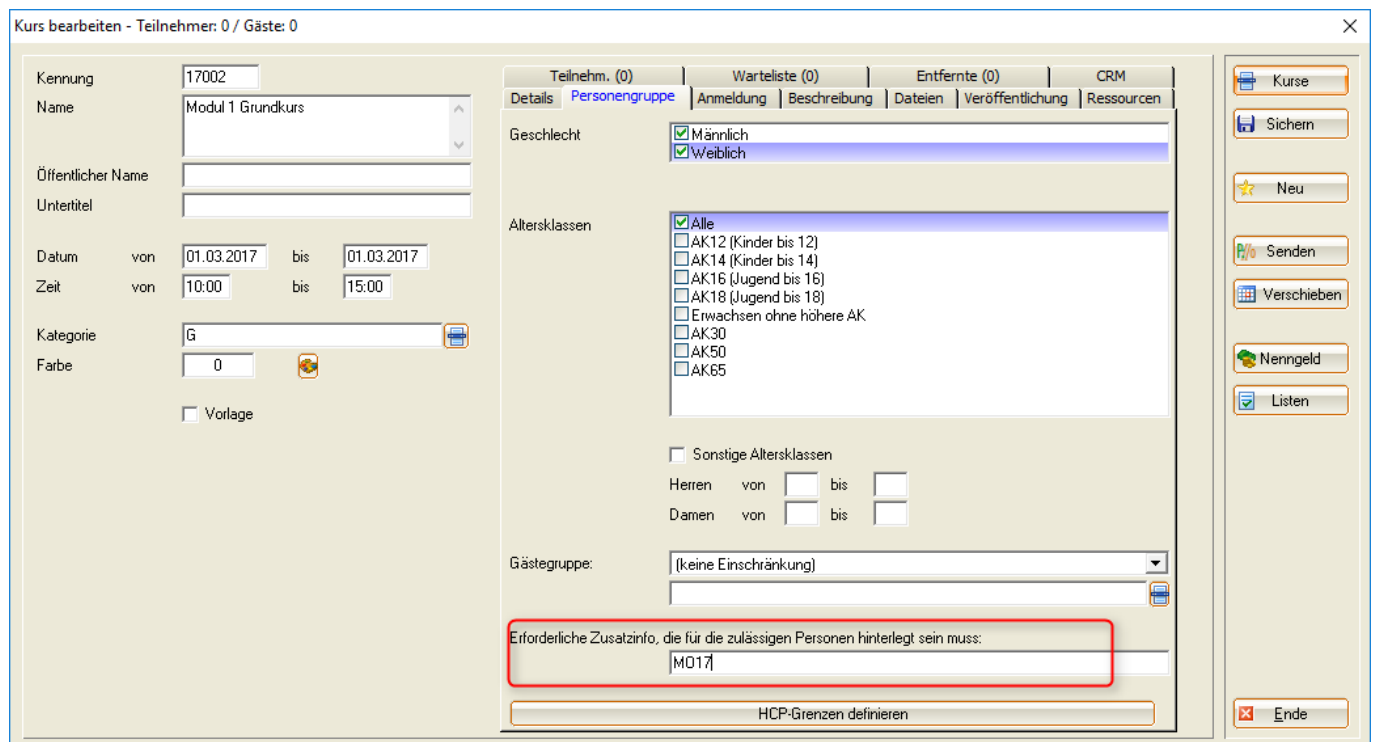 Kurs bearbeiten - Teilnehmer: 0 / Gäste: 0
Kennung 17002
Name Modul 1 Grundkurs
Öffentlicher Name
Untertitel
Datum von 01.03.2017 bis 01.03.2017
Zeit von 10:00 bis 15:00
Kategorie G
Farbe 0
Vorlage
Teilnehm. (0) Warteliste (0) Entfernte (0) CRM
Details Personengruppe Anmeldung Beschreibung Dateien Veröffentlichung Ressourcen
Geschlecht Männlich
Weiblich
Altersklassen Alle
AK12 (Kinder bis 12)
AK14 (Kinder bis 14)
AK16 (Jugend bis 16)
AK18 (Jugend bis 18)
Erwachsen ohne höhere AK
AK30
AK50
AK65
Sonstige Altersklassen
Herren von bis
Damen von bis
Gästegruppe: (keine Einschränkung)
Erforderliche Zusatzinfo, die für die zulässigen Personen hinterlegt sein muss:
MO17
HCP-Grenzen definieren
Kurse
Sichern
Neu
Senden
Verschieben
Nenngeld
Listen
Ende